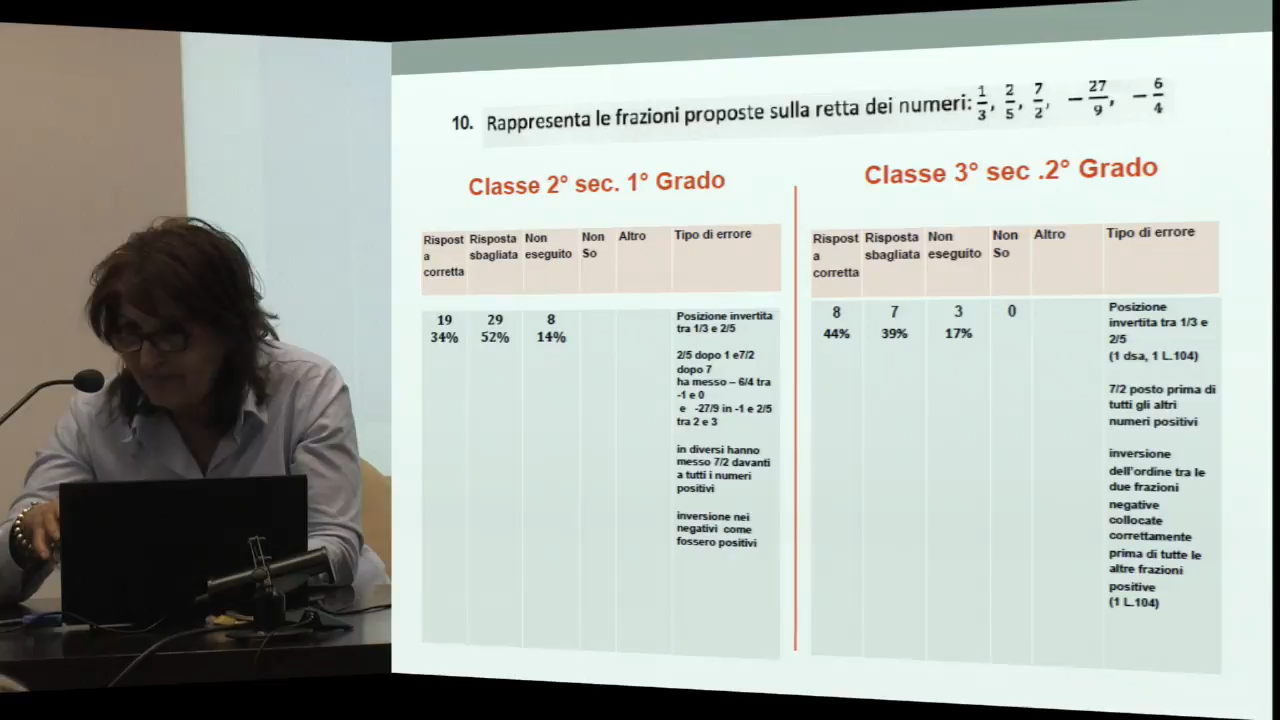 10. Rappresenta le frazioni proposte sulla retta dei numeri: 1/3, 2/5, 7/2, − 27/9, − 6/4
Classe 2° sec. 1° Grado
Rispost a corretta | Risposta sbagliata | Non eseguito | Non So | Altro | Tipo di errore
19 | 29 | 8 | Posizione invertita
34% | 52% | 14% | tra 1/3 e 2/5
2/5 dopo 1 e7/2
dopo 7
ha messo – 6/4 tra
-1 e 0
e -27/9 in -1 e 2/5
tra 2 e 3
in diversi hanno
messo 7/2 davanti
a tutti i numeri
positivi
inversione nei
negativi come
fossero positivi
Classe 3° sec .2° Grado
Rispost a corretta | Risposta sbagliata | Non eseguito | Non So | Altro | Tipo di errore
8 | 7 | 3 | 0 | Posizione
44% | 39% | 17% | invertita tra 1/3 e
2/5
(1 dsa, 1 L.104)
7/2 posto prima di
tutti gli altri
numeri positivi
inversione
dell'ordine tra le
due frazioni
negative
collocate
correttamente
prima di tutte le
altre frazioni
positive
(1 L.104)